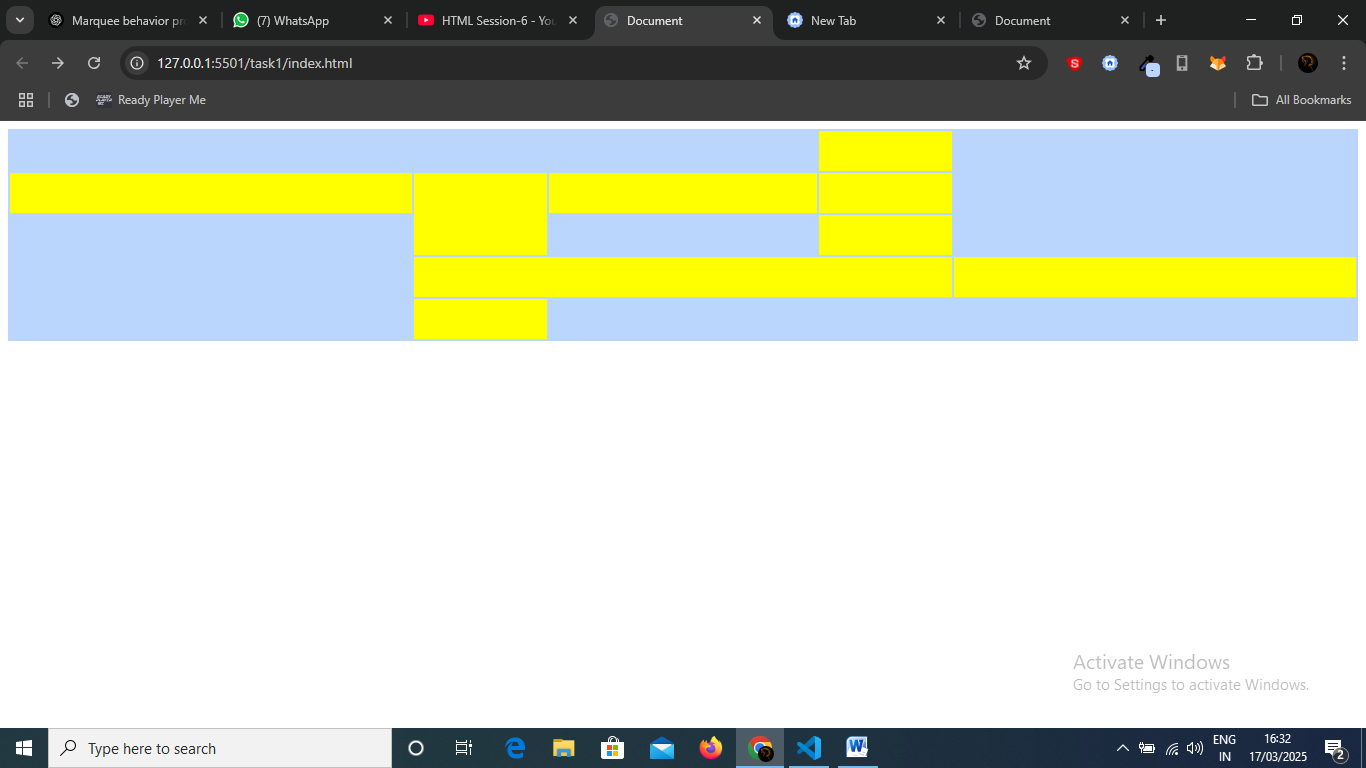 Marquee behavior pr
(7) WhatsApp
HTML Session-6 - You
Document
New Tab
Document
127.0.0.1:5501/task1/index.html
S
Ready Player Me
All Bookmarks
Activate Windows
Go to Settings to activate Windows.
Type here to search
W
ENG
IN
16:32
17/03/2025
2